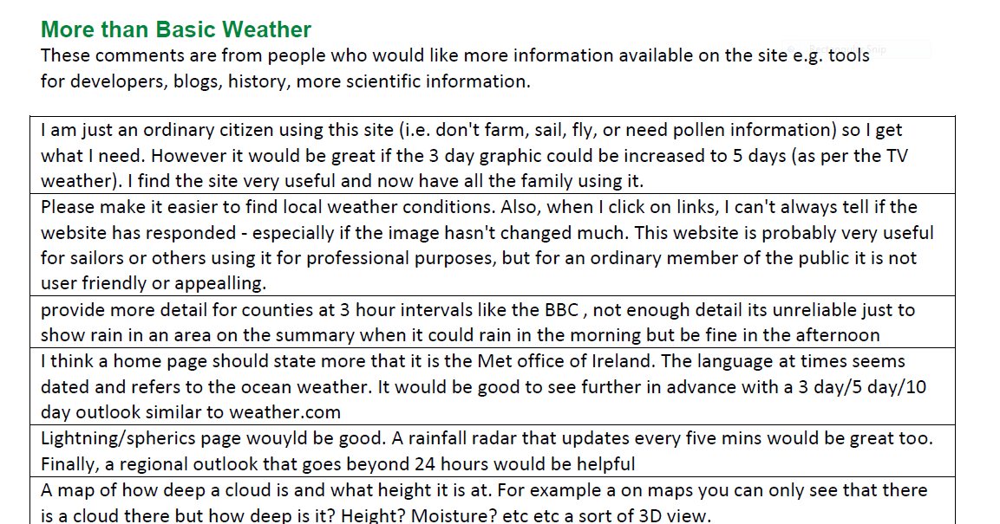 More than Basic Weather
These comments are from people who would like more information available on the site e.g. tools
for developers, blogs, history, more scientific information.
I am just an ordinary citizen using this site (i.e. don't farm, sail, fly, or need pollen information) so I get
what I need. However it would be great if the 3 day graphic could be increased to 5 days (as per the TV
weather). I find the site very useful and now have all the family using it.
Please make it easier to find local weather conditions. Also, when I click on links, I can't always tell if the
website has responded - especially if the image hasn't changed much. This website is probably very useful
for sailors or others using it for professional purposes, but for an ordinary member of the public it is not
user friendly or appealling.
provide more detail for counties at 3 hour intervals like the BBC , not enough detail its unreliable just to
show rain in an area on the summary when it could rain in the morning but be fine in the afternoon
I think a home page should state more that it is the Met office of Ireland. The language at times seems
dated and refers to the ocean weather. It would be good to see further in advance with a 3 day/5 day/10
day outlook similar to weather.com
Lightning/spherics page wouyld be good. A rainfall radar that updates every five mins would be great too.
Finally, a regional outlook that goes beyond 24 hours would be helpful
A map of how deep a cloud is and what height it is at. For example a on maps you can only see that there
is a cloud there but how deep is it? Height? Moisture? etc etc a sort of 3D view.